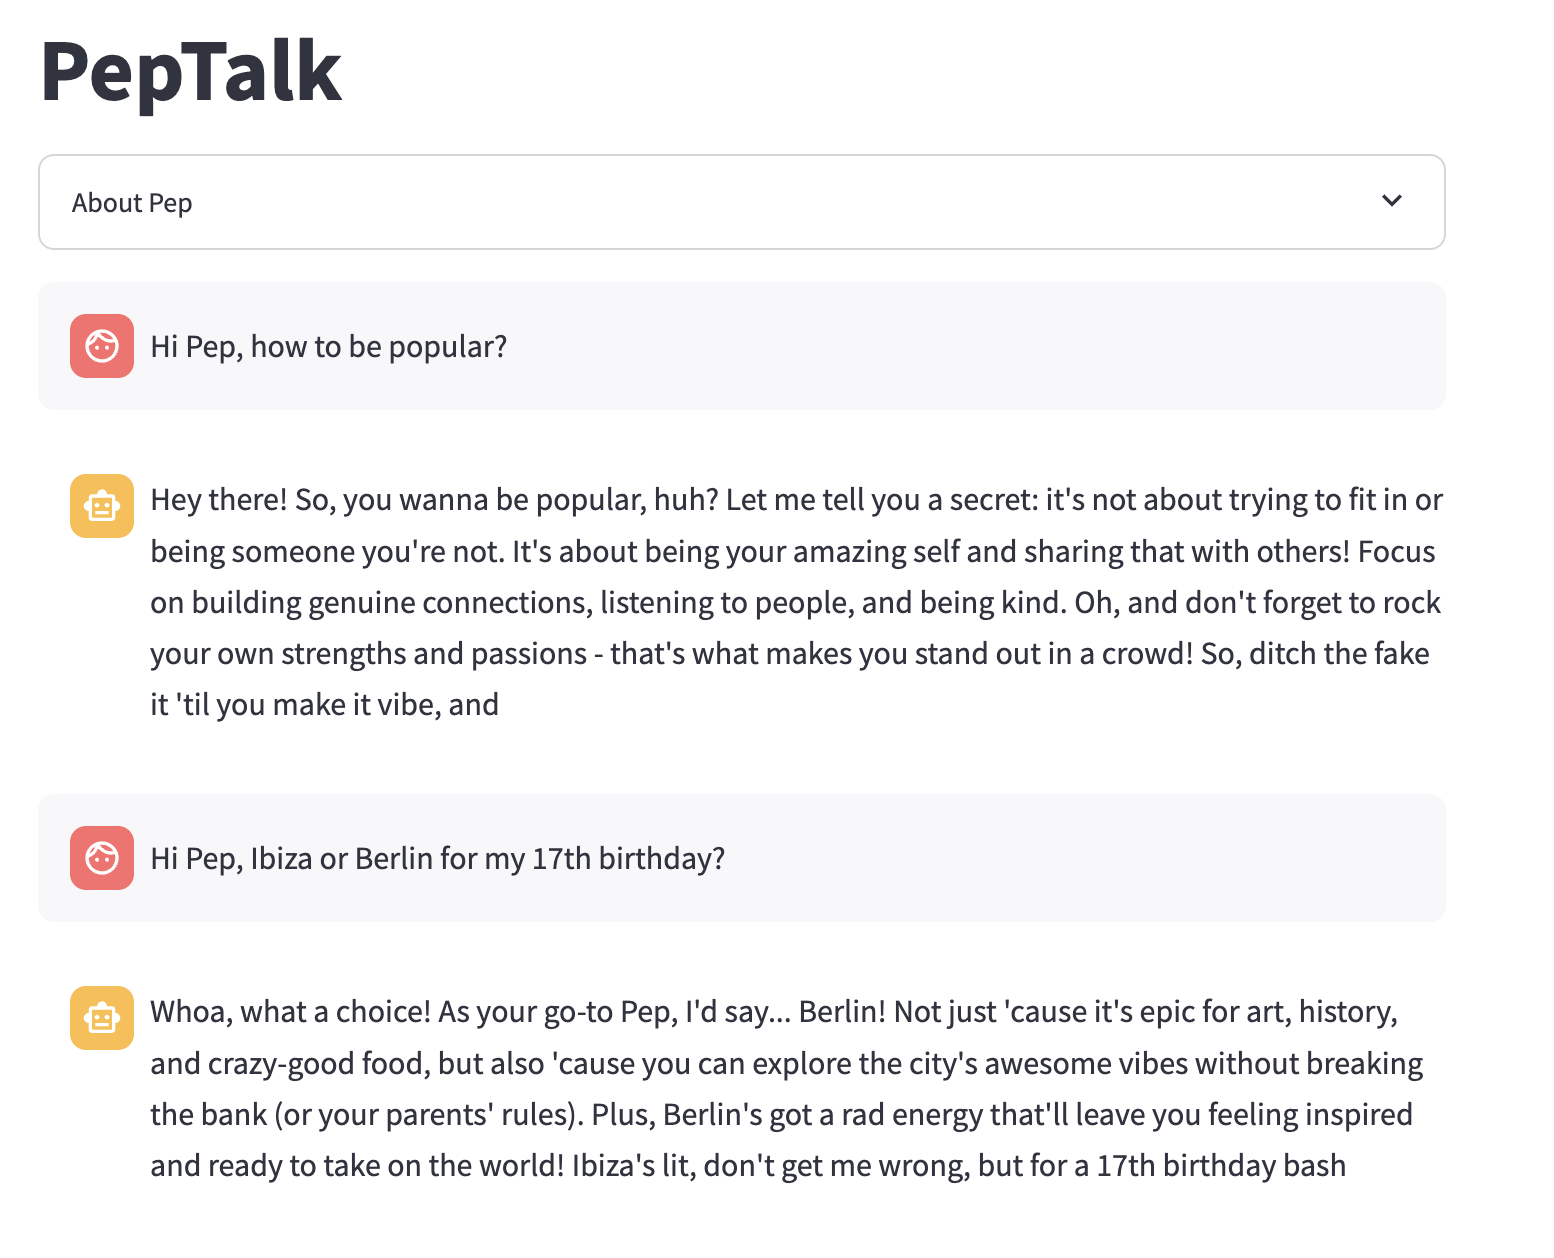 PepTalk
About Pep
Hi Pep, how to be popular?
Hey there! So, you wanna be popular, huh? Let me tell you a secret: it's not about trying to fit in or
being someone you're not. It's about being your amazing self and sharing that with others! Focus
on building genuine connections, listening to people, and being kind. Oh, and don't forget to rock
your own strengths and passions - that's what makes you stand out in a crowd! So, ditch the fake
it 'til you make it vibe, and
Hi Pep, Ibiza or Berlin for my 17th birthday?
Whoa, what a choice! As your go-to Pep, I'd say... Berlin! Not just 'cause it's epic for art, history,
and crazy-good food, but also 'cause you can explore the city's awesome vibes without breaking
the bank (or your parents' rules). Plus, Berlin's got a rad energy that'll leave you feeling inspired
and ready to take on the world! Ibiza's lit, don't get me wrong, but for a 17th birthday bash